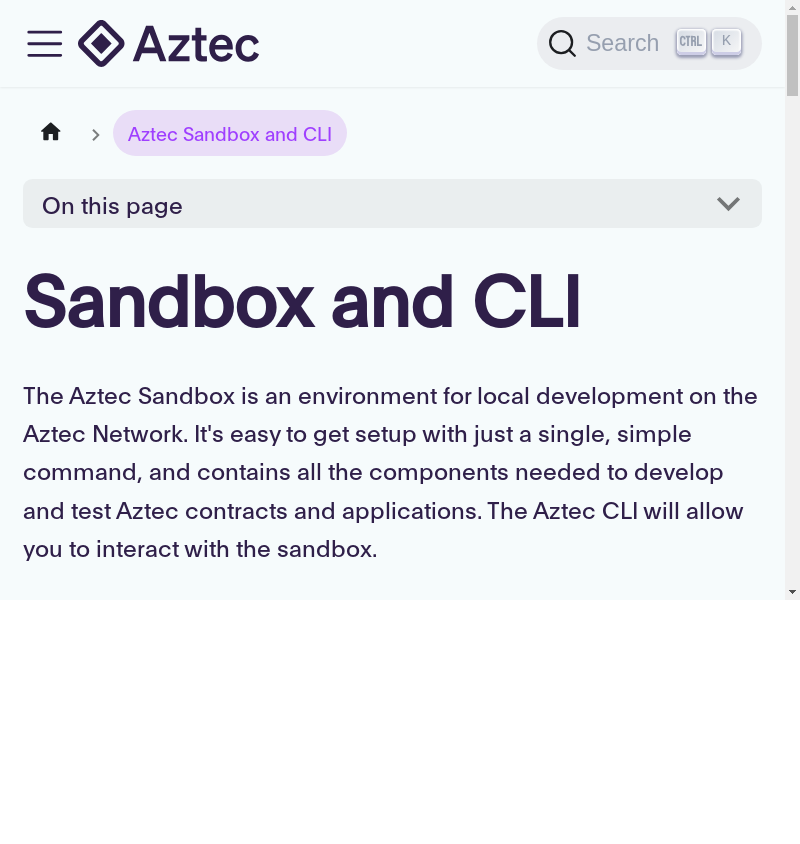 Aztec
Search CTRL K
Aztec Sandbox and CLI
On this page
Sandbox and CLI
The Aztec Sandbox is an environment for local development on the
Aztec Network. It's easy to get setup with just a single, simple
command, and contains all the components needed to develop
and test Aztec contracts and applications. The Aztec CLI will allow
you to interact with the sandbox.